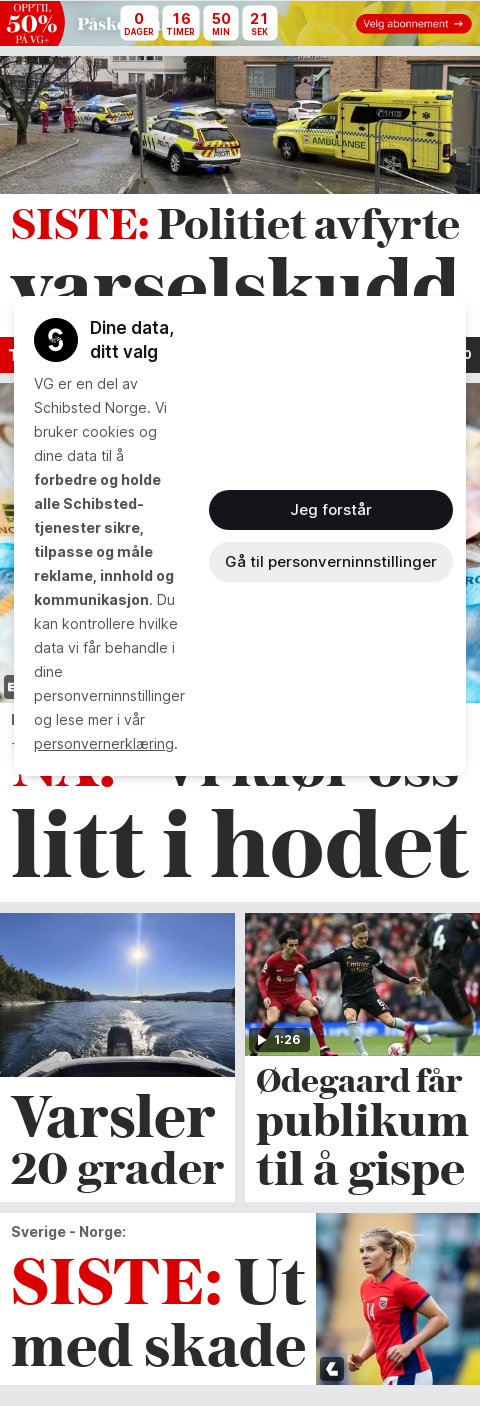 OPPTIL
50%
PÅ VG+
0
DAGER
16
TIMER
50
MIN
21
SEK
Velg abonnement →
POLITI
AMBULANSE
SISTE: Politiet avfyrte
varselskudd
Dine data,
ditt valg
VG er en del av
Schibsted Norge. Vi
bruker cookies og
dine data til å
forbedre og holde
alle Schibsted-
tjenester sikre,
tilpasse og måle
reklame, innhold og
kommunikasjon. Du
kan kontrollere hvilke
data vi får behandle i
dine
personverninnstillinger
og lese mer i vår
personvernerklæring.
Jeg forstår
Gå til personverninnstillinger
NÅ: – Vi klør oss
litt i hodet
Varsler
20 grader
1:26
4
Ødegaard får
publikum
til å gispe
Sverige - Norge:
SISTE: Ut
med skade
14